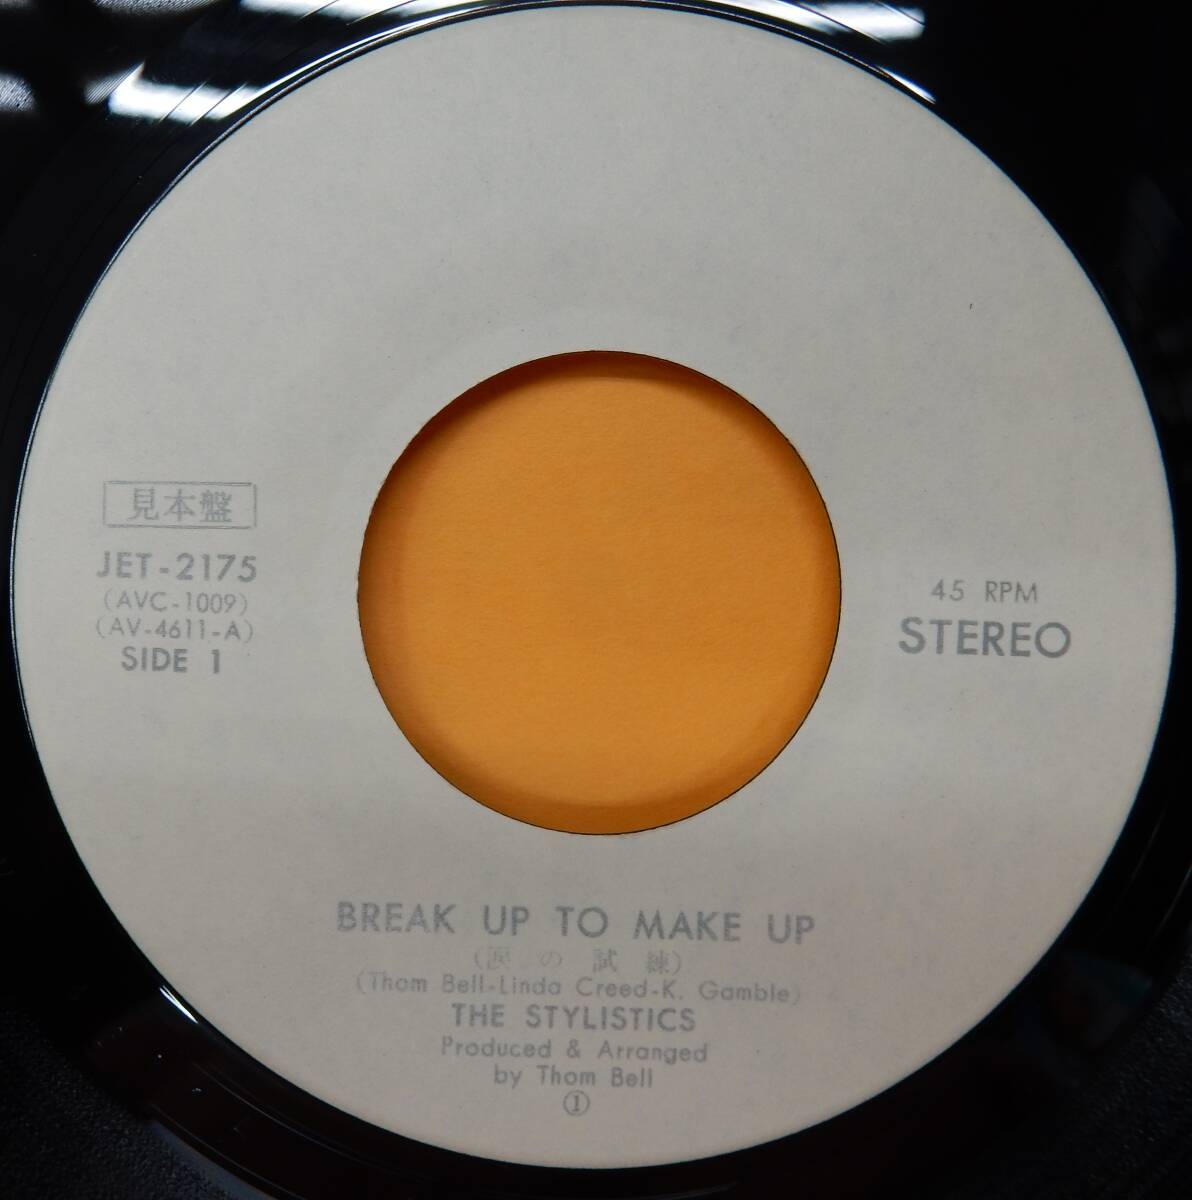 見本盤
JET-2175
(AVC-1009)
(AV-4611-A)
SIDE 1
45 RPM
STEREO
BREAK UP TO MAKE UP
(涙の試練)
(Thom Bell-Linda Creed-K. Gamble)
THE STYLISTICS
Produced & Arranged
by Thom Bell
①